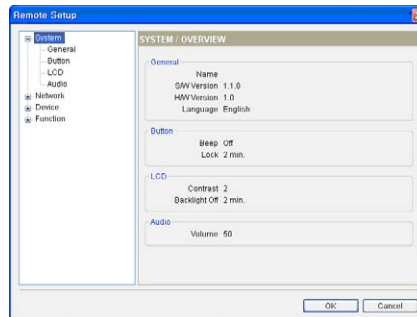 Remote Setup
System
General
Button
LCD
Audio
Network
Device
Function
SYSTEM / OVERVIEW
General
Name
S/W Version 1.1.0
H/W Version 1.0
Language English
Button
Beep Off
Lock 2 min.
LCD
Contrast 2
Backlight Off 2 min.
Audio
Volume 50
OK Cancel